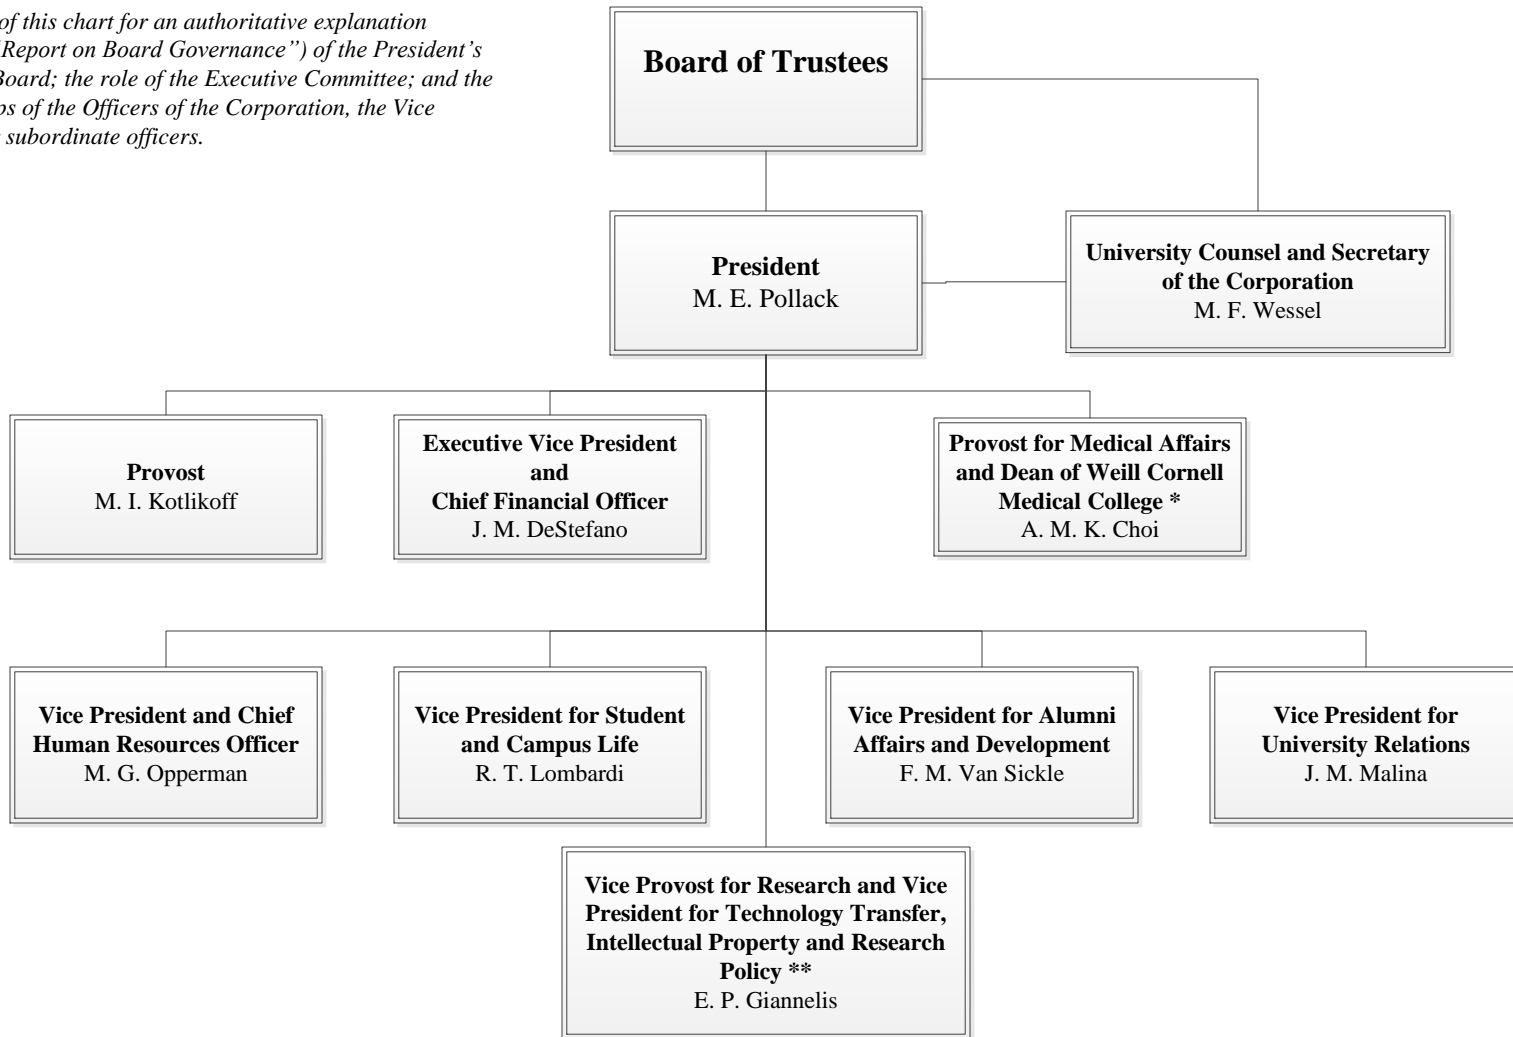 of this chart for an authoritative explanation
Report on Board Governance”) of the President’s
Board; the role of the Executive Committee; and the
of the Officers of the Corporation, the Vice
subordinate officers.
Board of Trustees
President
M. E. Pollack
University Counsel and Secretary
of the Corporation
M. F. Wessel
Provost
M. I. Kotlikoff
Executive Vice President
and
Chief Financial Officer
J. M. DeStefano
Provost for Medical Affairs
and Dean of Weill Cornell
Medical College *
A. M. K. Choi
Vice President and Chief
Human Resources Officer
M. G. Opperman
Vice President for Student
and Campus Life
R. T. Lombardi
Vice President for Alumni
Affairs and Development
F. M. Van Sickle
Vice President for
University Relations
J. M. Malina
Vice Provost for Research and Vice
President for Technology Transfer,
Intellectual Property and Research
Policy **
E. P. Giannelis